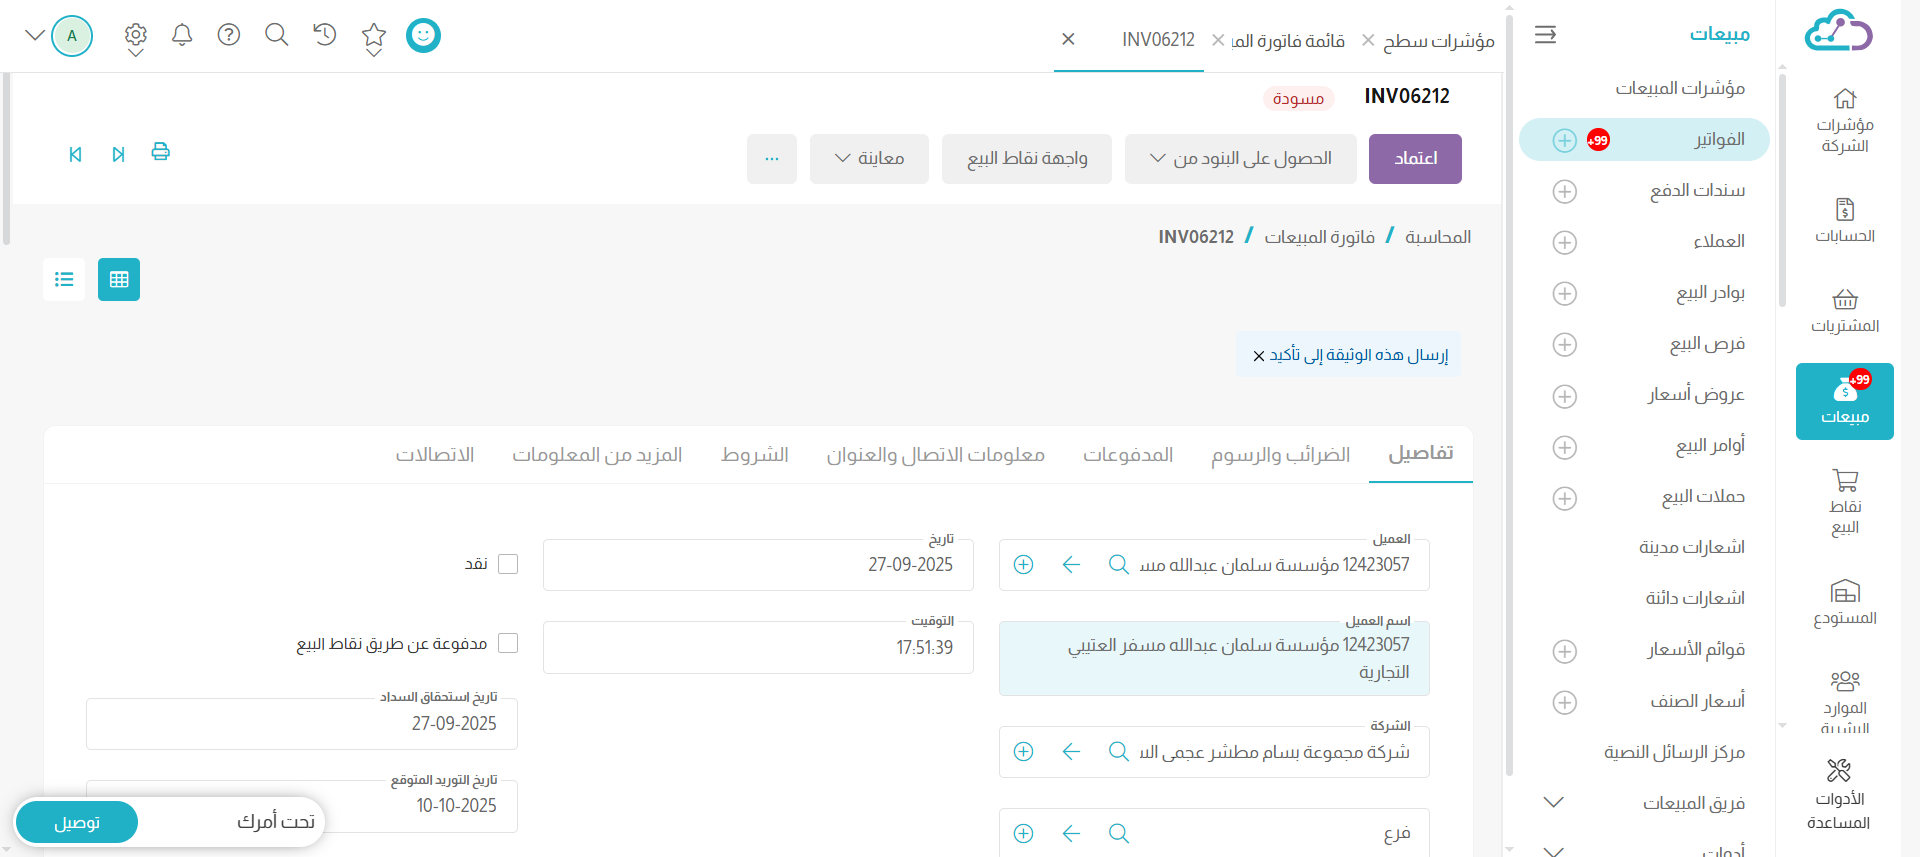 مبيعات
مؤشرات المبيعات
الفواتير
+99
سندات الدفع
العملاء
بوادر البيع
فرص البيع
عروض أسعار
أوامر البيع
حملات البيع
اشعارات مدينة
اشعارات دائنة
قوائم الأسعار
أسعار الصنف
مركز الرسائل النصية
فريق المبيعات
أدوات
مؤشرات
الشركة
الحسابات
المشتريات
+99
مبيعات
نقاط
البيع
المستودع
الموارد
البشرية
الأدوات
المساعدة
مؤشرات سطح
قائمة فاتورة المبي
INV06212
A
INV06212
مسودة
اعتماد
الحصول على البنود من
واجهة نقاط البيع
معاينة
...
المحاسبة / فاتورة المبيعات / INV06212
إرسال هذه الوثيقة إلى تأكيد
تفاصيل
الضرائب والرسوم
المدفوعات
معلومات الاتصال والعنوان
الشروط
المزيد من المعلومات
الاتصالات
العميل
12423057 مؤسسة سلمان عبدالله مس
اسم العميل
12423057 مؤسسة سلمان عبدالله مسفر العتيبي
التجارية
الشركة
شركة مجموعة بسام مطشر عجمى الس
فرع
تاريخ
27-09-2025
التوقيت
17:51:39
نقد
مدفوعة عن طريق نقاط البيع
تاريخ استحقاق السداد
27-09-2025
تاريخ التوريد المتوقع
10-10-2025
تحت أمرك
توصيل